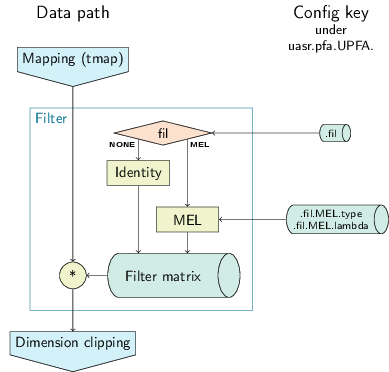 Data path
Config key
under
uasr.pfa.UPFA.
Mapping (tmap)
Filter
fil
.fil
NONE
MEL
Identity
MEL
.fil.MEL.type
.fil.MEL.lambda
*
Filter matrix
Dimension clipping